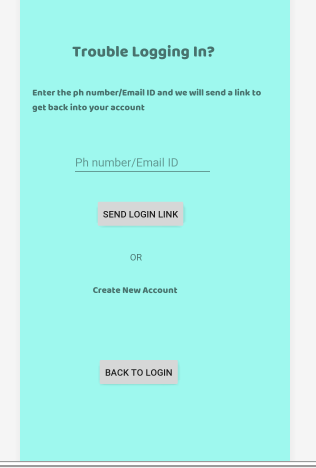 Trouble Logging In?
Enter the ph number/Email ID and we will send a link to
get back into your account
Ph number/Email ID
SEND LOGIN LINK
OR
Create New Account
BACK TO LOGIN